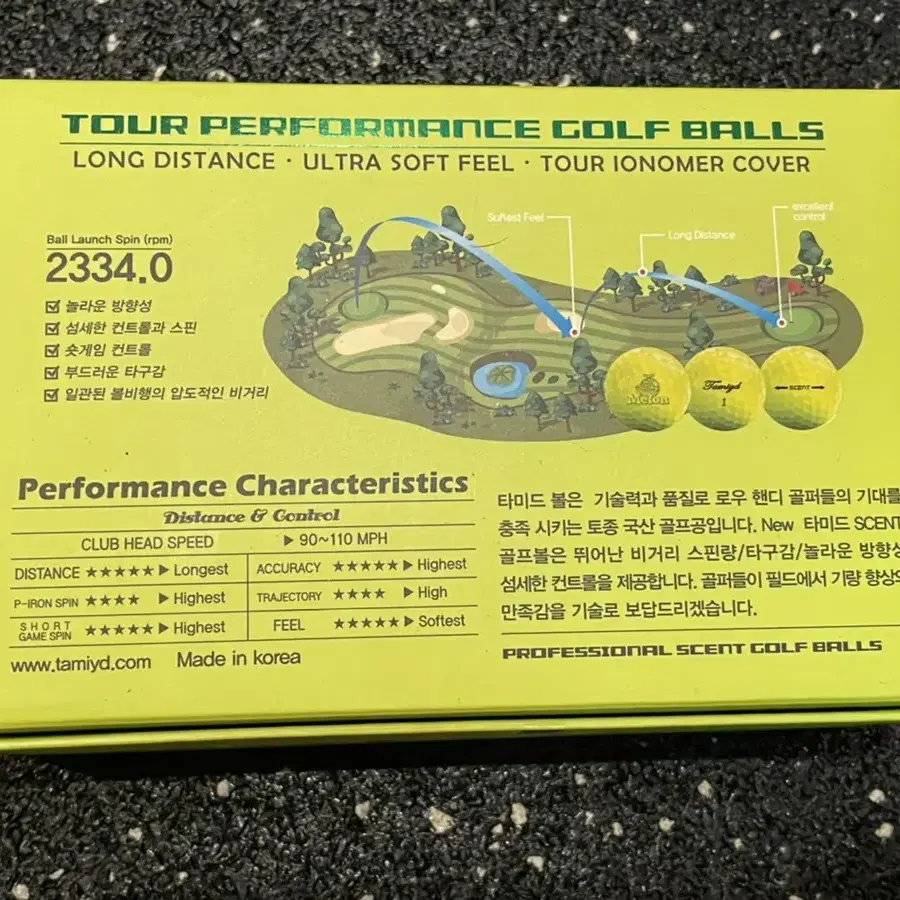 TOUR PERFORMANCE GOLF BALLS
LONG DISTANCE · ULTRA SOFT FEEL · TOUR IONOMER COVER
Ball Launch Spin (rpm)
2334.0
☑ 놀라운 방향성
☑ 섬세한 컨트롤과 스핀
☑ 숏게임 컨트롤
☑ 부드러운 타구감
☑ 일관된 볼비행의 압도적인 비거리
Softest Feel
Long Distance
excellent
control
Melon
Tamiyd
1
SCENT
Performance Characteristics
Distance & Control
CLUB HEAD SPEED ▶ 90~110 MPH
DISTANCE ★★★★★ ▶ Longest
ACCURACY ★★★★★ ▶ Highest
P-IRON SPIN ★★★★ ▶ Highest
TRAJECTORY ★★★★ ▶ High
SHORT
GAME SPIN ★★★★★ ▶ Highest
FEEL ★★★★★ ▶ Softest
www.tamiyd.com Made in korea
타미드 볼은 기술력과 품질로 로우 핸디 골퍼들의 기대를
충족 시키는 토종 국산 골프공입니다. New 타미드 SCENT
골프볼은 뛰어난 비거리 스핀량/타구감/놀라운 방향성
섬세한 컨트롤을 제공합니다. 골퍼들이 필드에서 기량 향상의
만족감을 기술로 보답드리겠습니다.
PROFESSIONAL SCENT GOLF BALLS